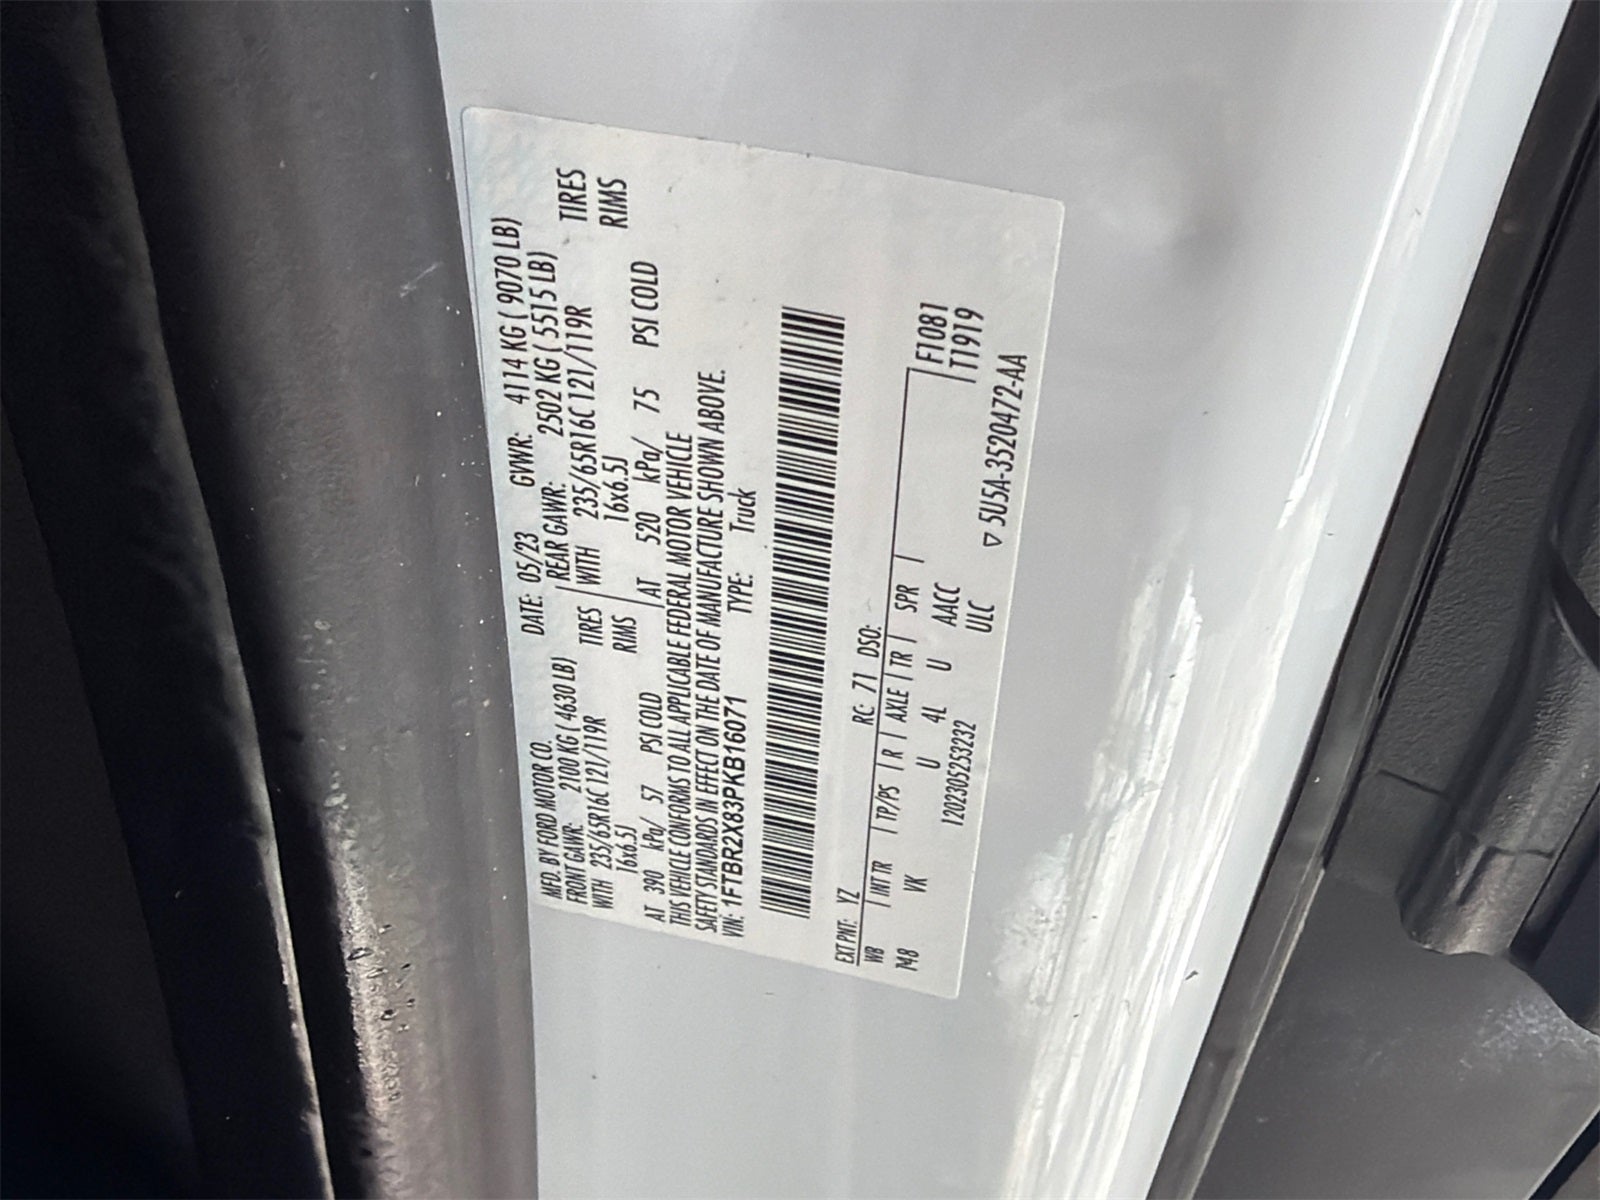 MFD. BY FORD MOTOR CO. DATE: 05/23 GVWR: 4114 KG ( 9070 LB)
FRONT GAWR: 2100 KG ( 4630 LB) REAR GAWR: 2502 KG ( 5515 LB)
WITH 235/65R16C 121/119R TIRES WITH 235/65R16C 121/119R TIRES
16x6.5J RIMS 16x6.5J RIMS
AT 390 kPa/ 57 PSI COLD AT 520 kPa/ 75 PSI COLD
THIS VEHICLE CONFORMS TO ALL APPLICABLE FEDERAL MOTOR VEHICLE
SAFETY STANDARDS IN EFFECT ON THE DATE OF MANUFACTURE SHOWN ABOVE.
VIN: 1FTBR2X83PKB16071 TYPE: Truck
EXT PNT: YZ RC: 71 DSO:
WB | INT TR | TP/PS | R | AXLE | TR | SPR | F1081
148 VK U 4L U AACC T1919
120230525323​2 ULC
▽ 5U5A-3520472-AA